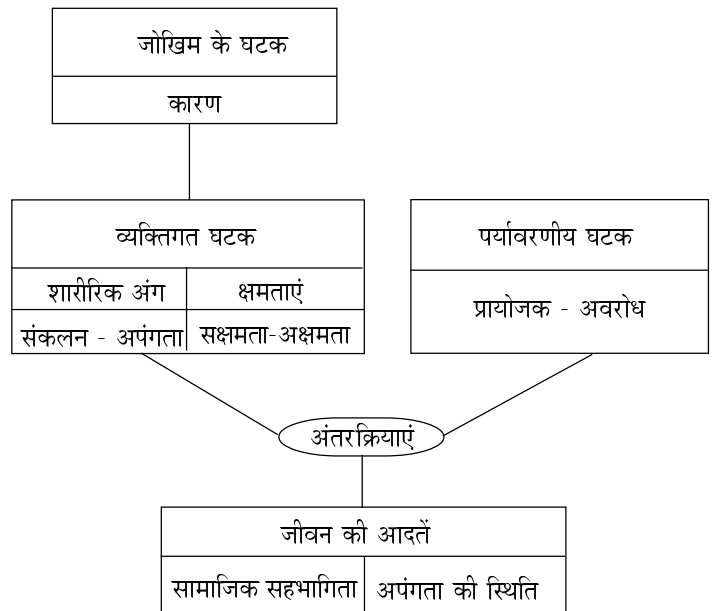 जोखिम के घटक
कारण
व्यक्तिगत घटक
शारीरिक अंग
क्षमताएं
संकलन - अपंगता
सक्षमता-अक्षमता
पर्यावरणीय घटक
प्रायोजक - अवरोध
अंतरक्रियाएं
जीवन की आदतें
सामाजिक सहभागिता
अपंगता की स्थिति